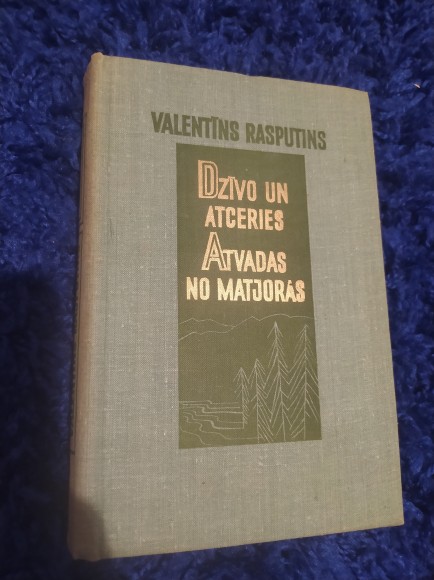 VALENTĪNS RASPUTINS
DZĪVO UN
ATCERIES
ATVADAS
NO MATJORAS